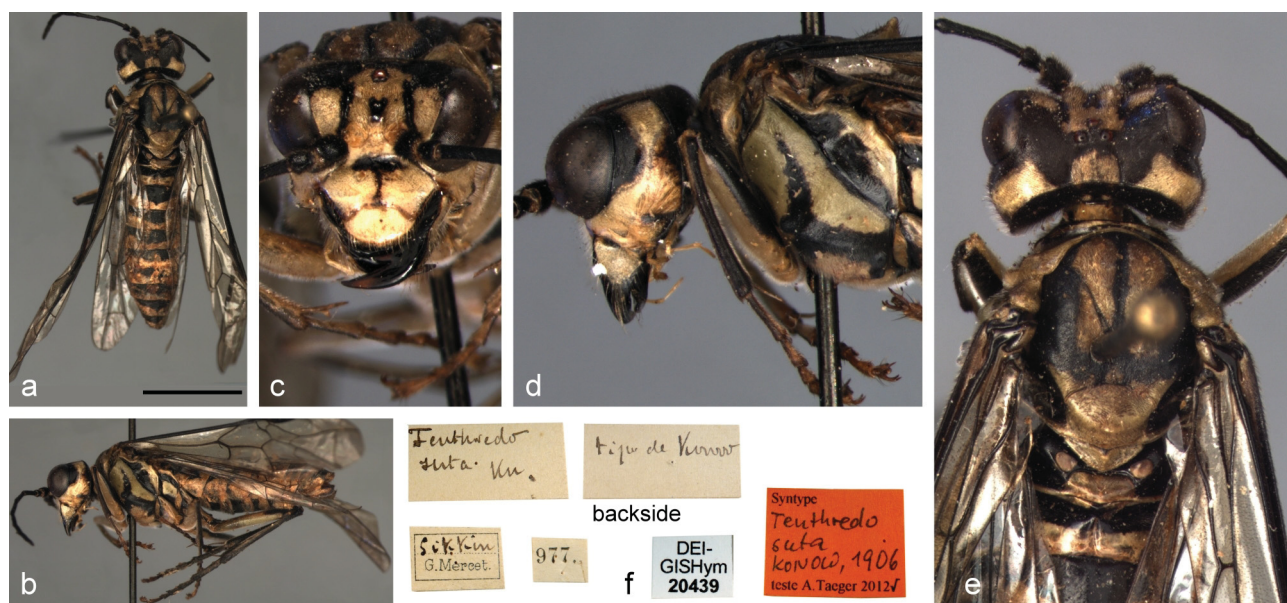 a
c
d
e
b
Tenthredo
suta. Kn.
tipo de Konow
backside
Sikkim
G. Mercet.
977.
f
DEI-
GISHym
20439
Syntype
Tenthredo
suta
KONOW, 1906
teste A.Taeger 2012♂